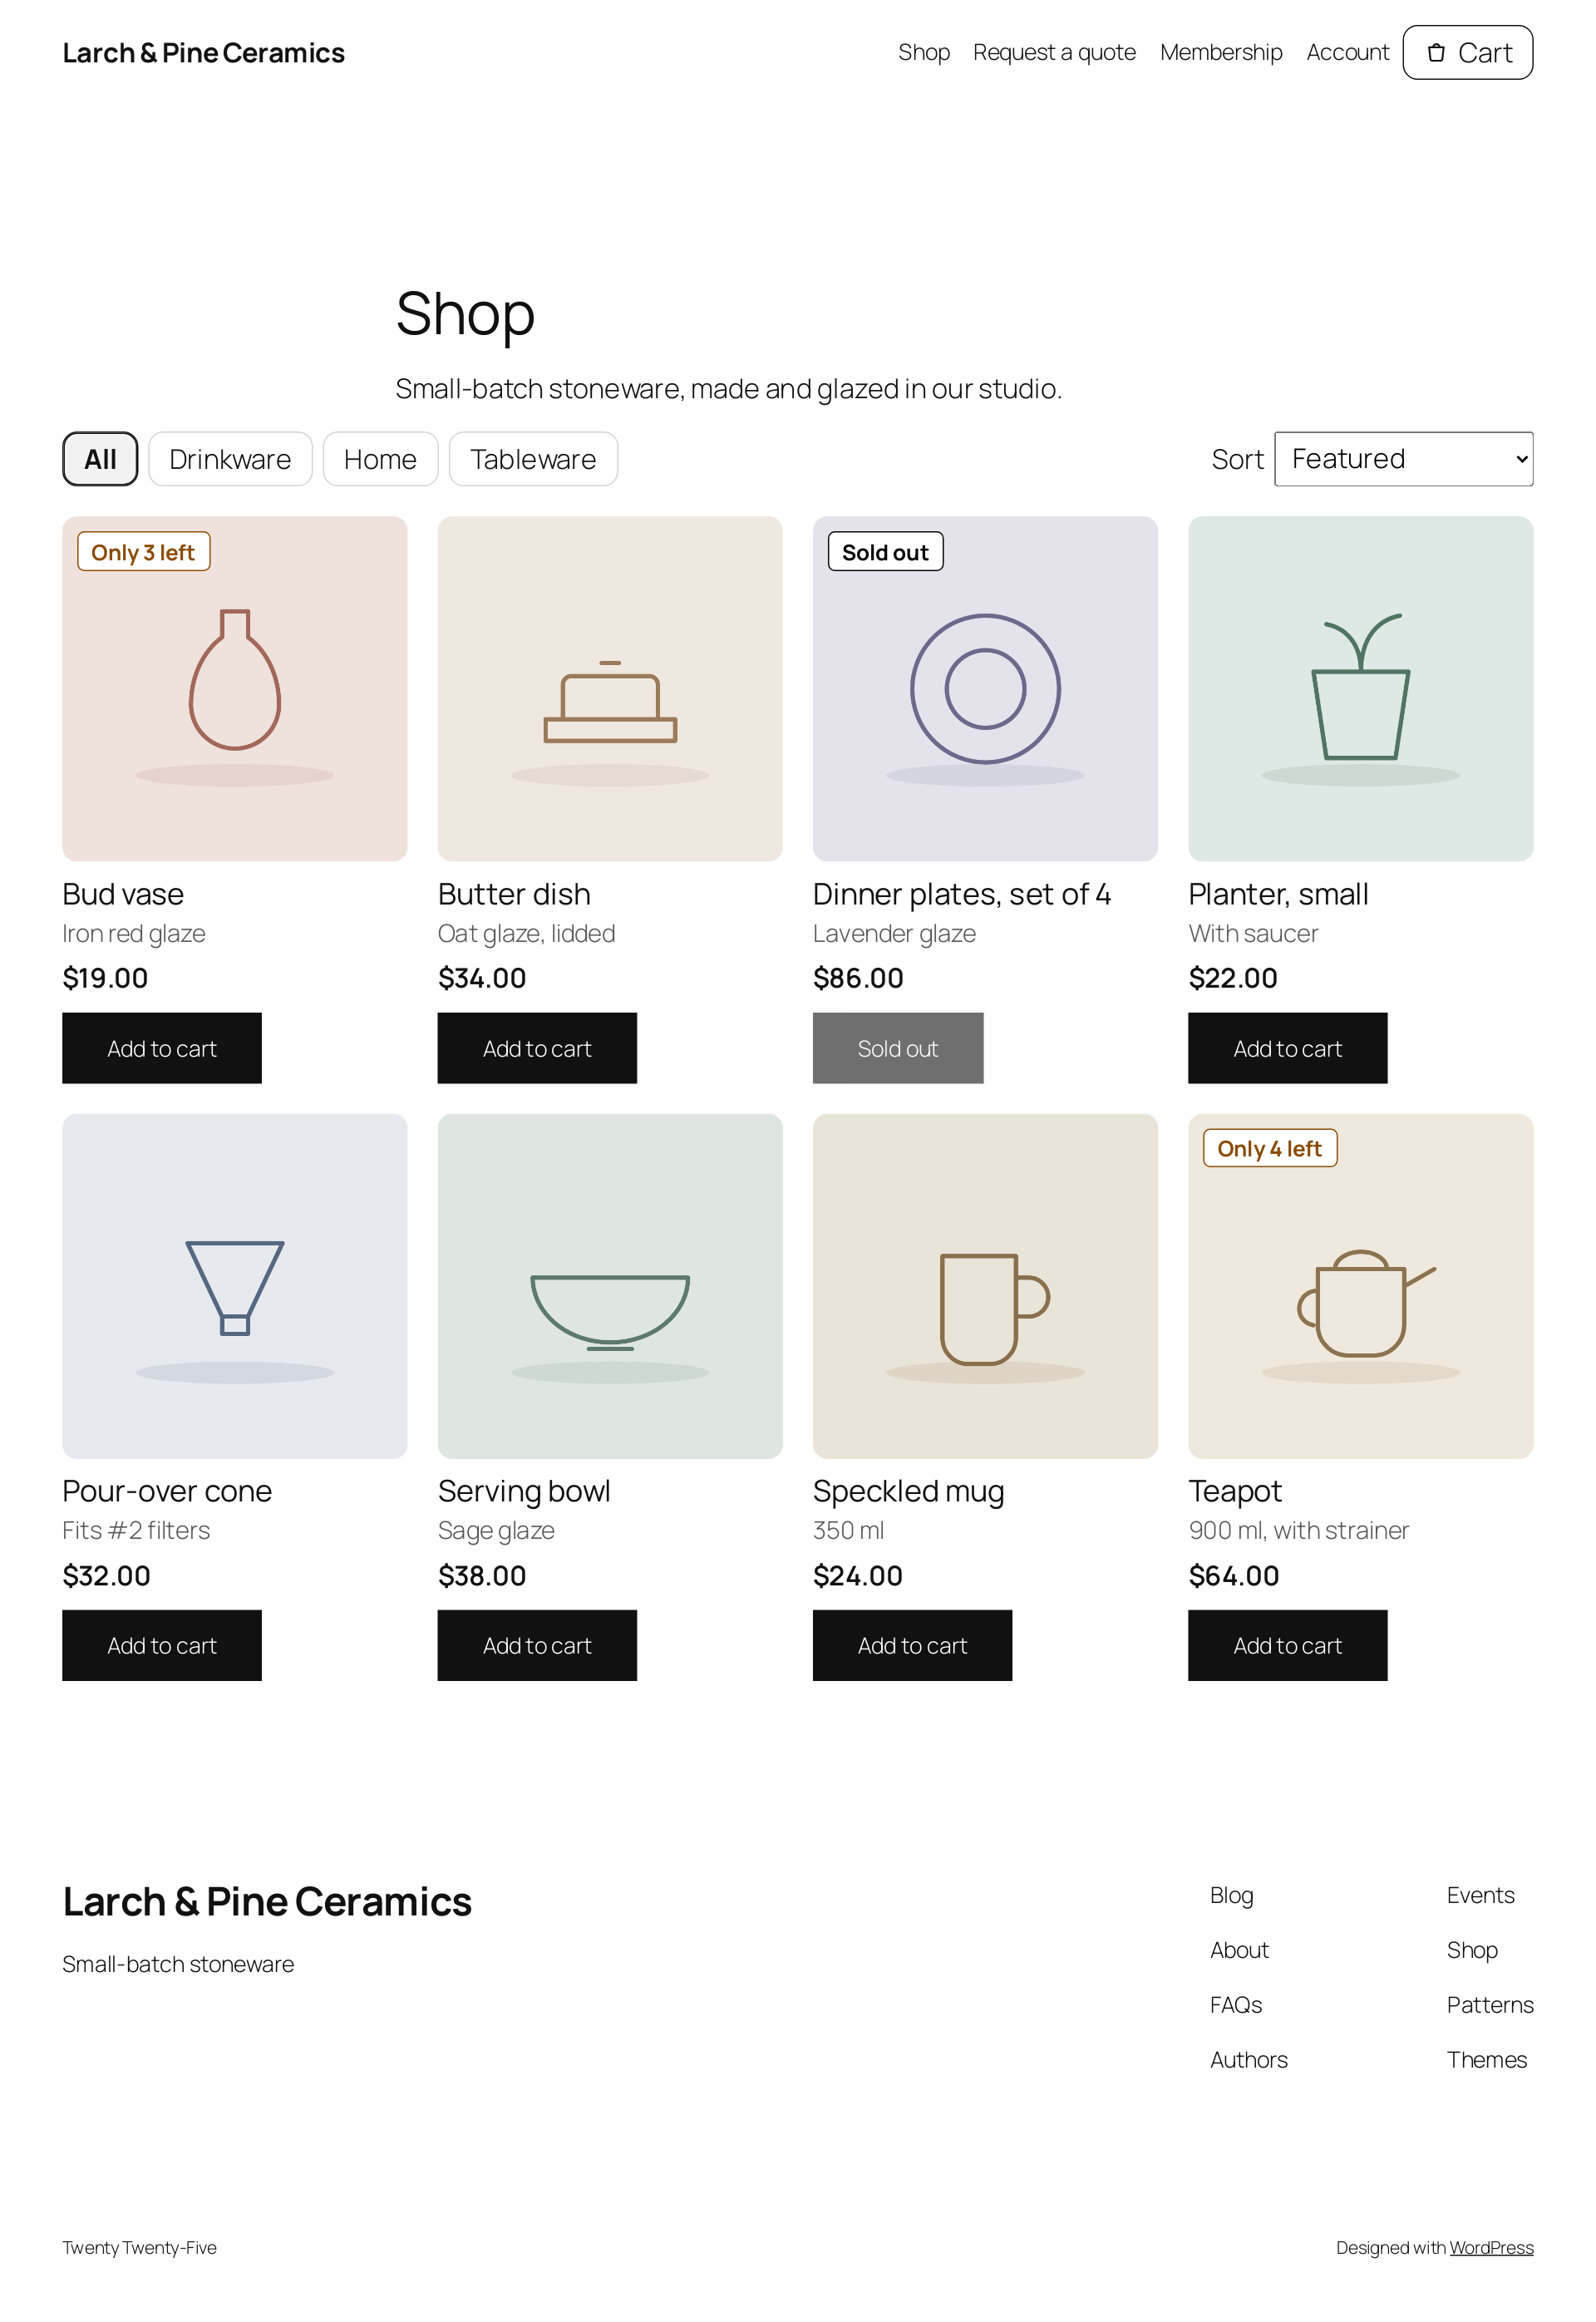 Larch & Pine Ceramics
Shop Request a quote Membership Account Cart
Shop
Small-batch stoneware, made and glazed in our studio.
All Drinkware Home Tableware
Sort Featured
Only 3 left
Sold out
Bud vase
Iron red glaze
$19.00
Add to cart
Butter dish
Oat glaze, lidded
$34.00
Add to cart
Dinner plates, set of 4
Lavender glaze
$86.00
Sold out
Planter, small
With saucer
$22.00
Add to cart
Only 4 left
Pour-over cone
Fits #2 filters
$32.00
Add to cart
Serving bowl
Sage glaze
$38.00
Add to cart
Speckled mug
350 ml
$24.00
Add to cart
Teapot
900 ml, with strainer
$64.00
Add to cart
Larch & Pine Ceramics
Small-batch stoneware
Blog
About
FAQs
Authors
Events
Shop
Patterns
Themes
Twenty Twenty-Five
Designed with WordPress